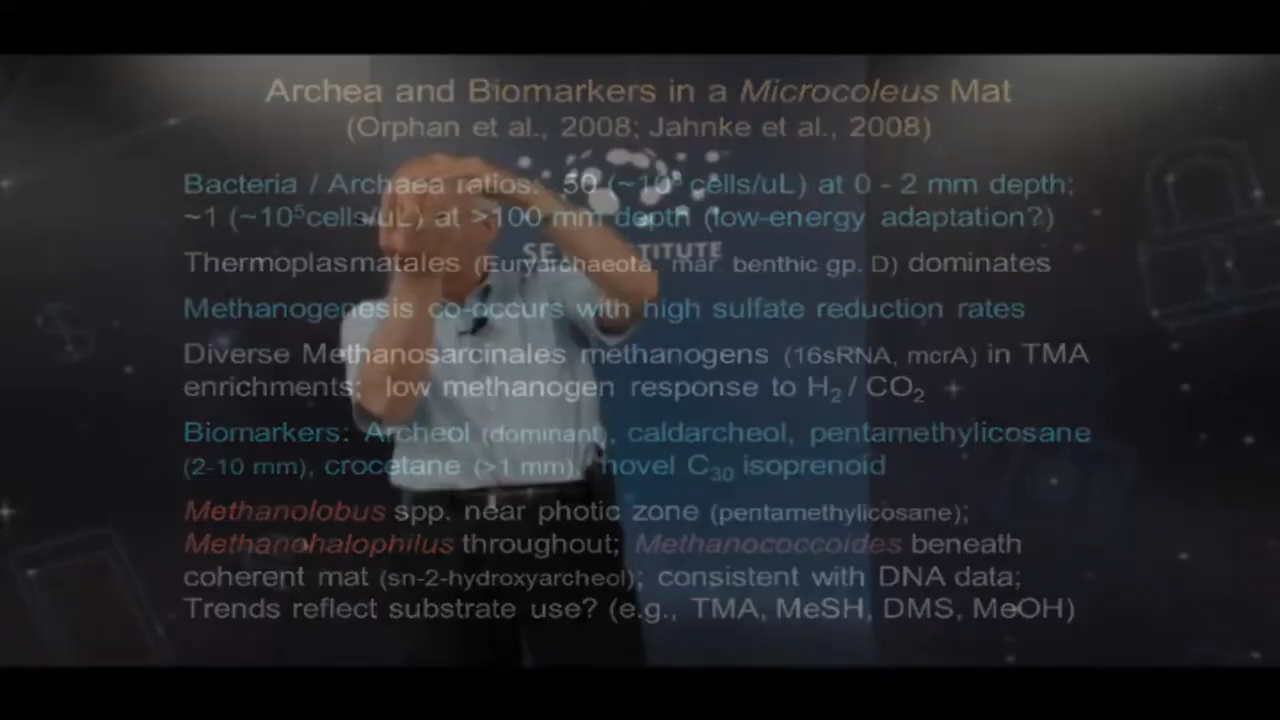 Archea and Biomarkers in a Microcoleus Mat
(Orphan et al., 2008; Jahnke et al., 2008)
Bacteria / Archaea ratios: 50 (~10⁵ cells/uL) at 0 - 2 mm depth;
~1 (~10⁵cells/uL) at >100 mm depth (low-energy adaptation?)
SE TITUTE
Thermoplasmatales (Euryarchaeota mar. benthic gp. D) dominates
Methanogenesis co-occurs with high sulfate reduction rates
Diverse Methanosarcinales methanogens (16sRNA, mcrA) in TMA
enrichments; low methanogen response to H₂ / CO₂
Biomarkers: Archeol (dominant), caldarcheol, pentamethylicosane
(2-10 mm), crocetane (>1 mm), novel C₃₀ isoprenoid
Methanolobus spp. near photic zone (pentamethylicosane);
Methanohalophilus throughout; Methanococcoides beneath
coherent mat (sn-2-hydroxyarcheol); consistent with DNA data;
Trends reflect substrate use? (e.g., TMA, MeSH, DMS, MeOH)